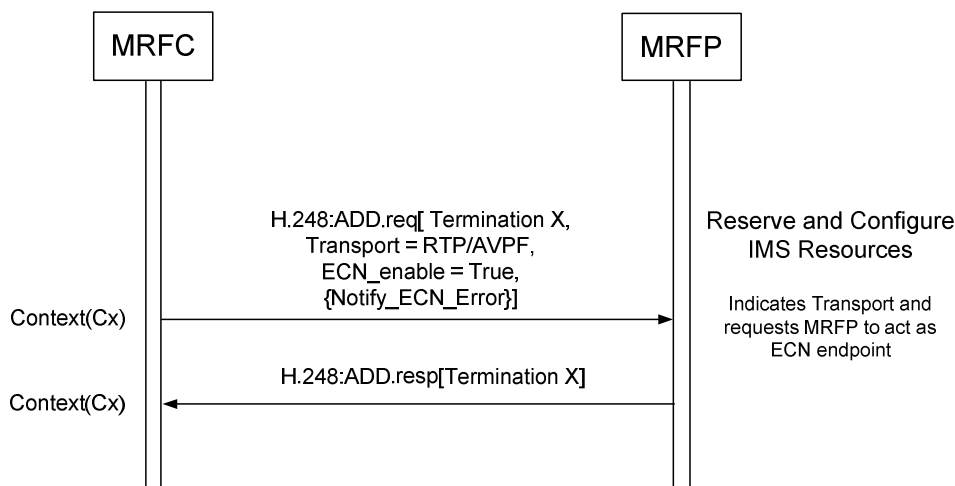 MRFC
MRFP
H.248:ADD.req[ Termination X,
Transport = RTP/AVPF,
ECN_enable = True,
{Notify_ECN_Error}]
Reserve and Configure
IMS Resources
Context(Cx)
Indicates Transport and
requests MRFP to act as
ECN endpoint
H.248:ADD.resp[Termination X]
Context(Cx)